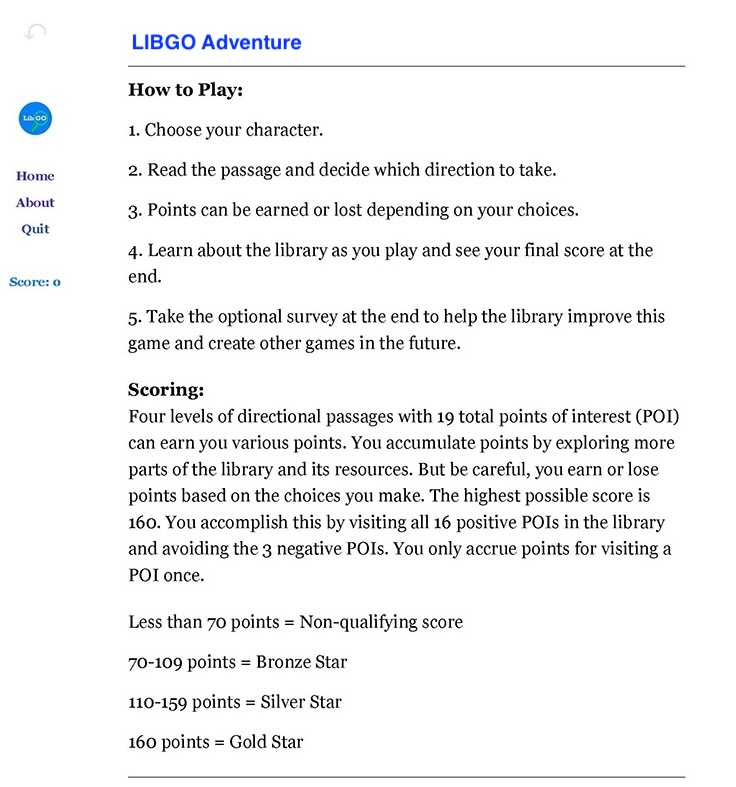 LIBGO Adventure
LibGO
Home
About
Quit
Score: 0
How to Play:
1. Choose your character.
2. Read the passage and decide which direction to take.
3. Points can be earned or lost depending on your choices.
4. Learn about the library as you play and see your final score at the
end.
5. Take the optional survey at the end to help the library improve this
game and create other games in the future.
Scoring:
Four levels of directional passages with 19 total points of interest (POI)
can earn you various points. You accumulate points by exploring more
parts of the library and its resources. But be careful, you earn or lose
points based on the choices you make. The highest possible score is
160. You accomplish this by visiting all 16 positive POIs in the library
and avoiding the 3 negative POIs. You only accrue points for visiting a
POI once.
Less than 70 points = Non-qualifying score
70-109 points = Bronze Star
110-159 points = Silver Star
160 points = Gold Star